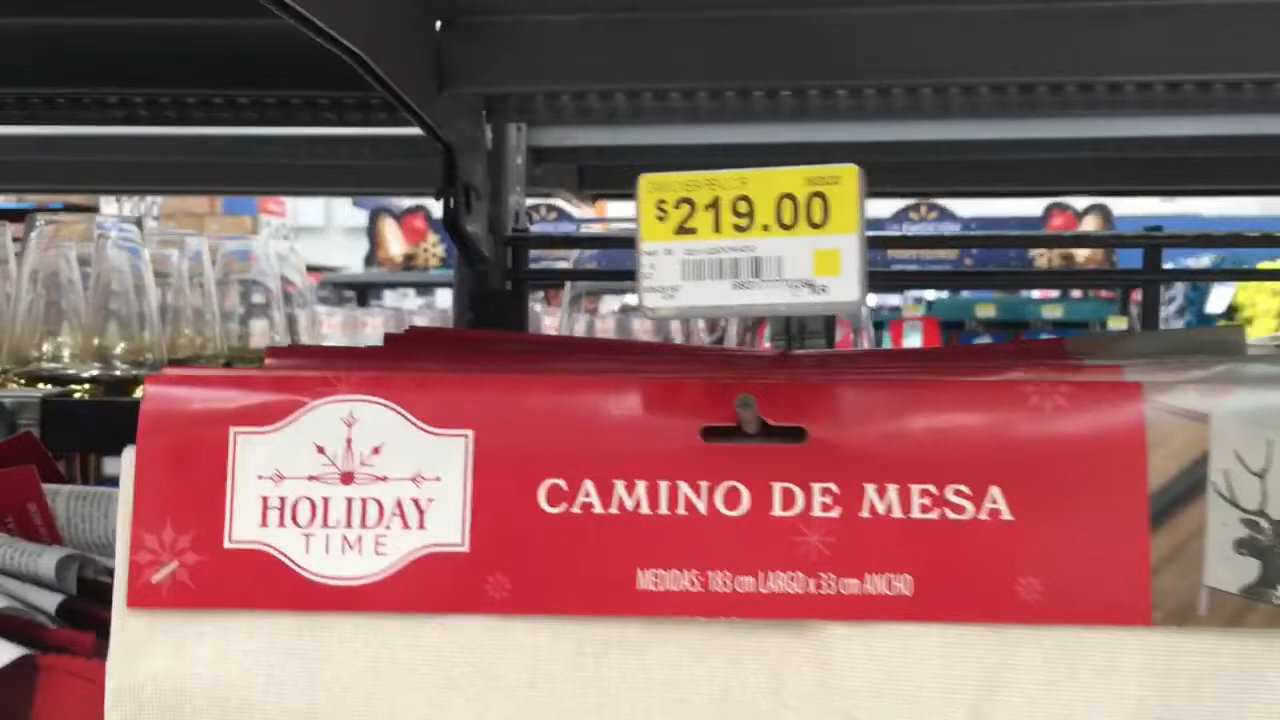 $219.00
HOLIDAY
TIME
CAMINO DE MESA
MEDIDAS: 183 cm LARGO x 33 cm ANCHO